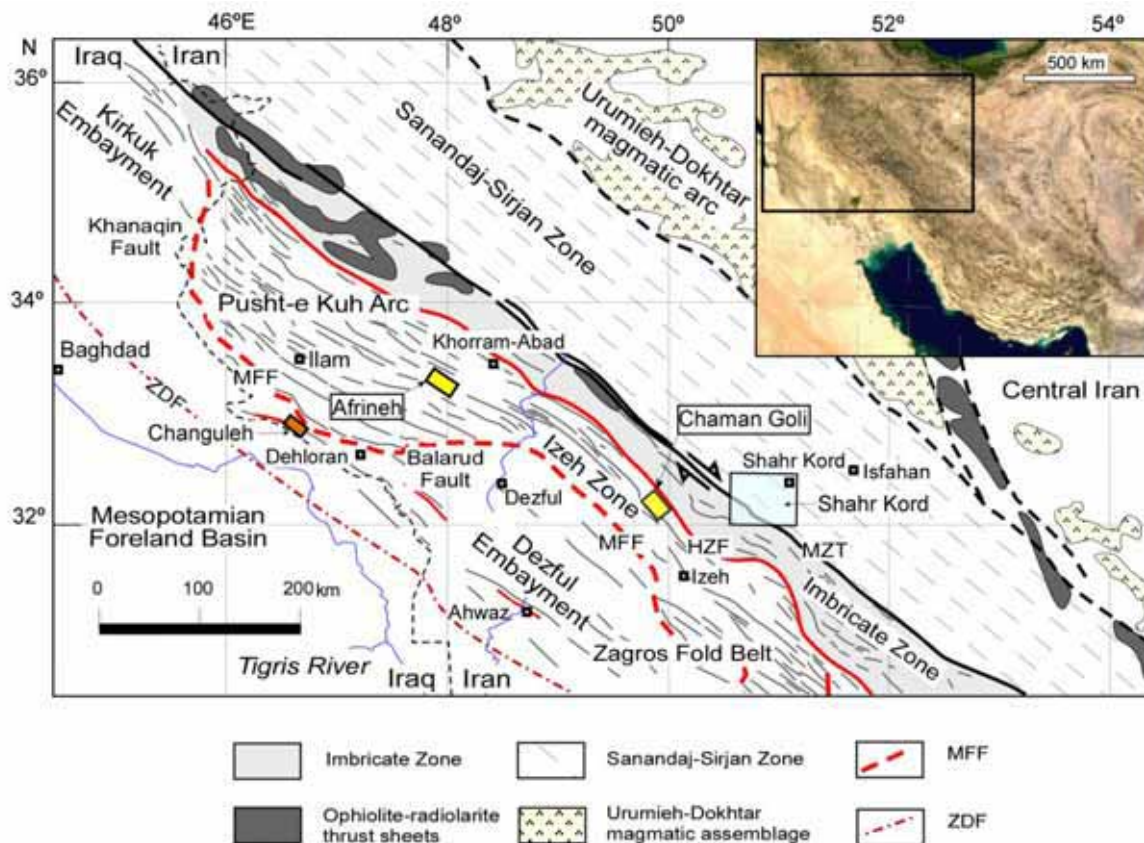 46ºE
48º
50º
52º
54º
N
36º
34º
32º
Iraq
Iran
Kirkuk
Embayment
Khanaqin
Fault
Sanandaj-Sirjan Zone
Urumieh-Dokhtar
magmatic arc
500 km
Pusht-e Kuh Arc
Khorram-Abad
Ilam
Baghdad
ZDF
MFF
Afrineh
Changuleh
Dehloran
Balarud
Fault
Dezful
Izeh Zone
Chaman Goli
Central Iran
Shahr Kord
Isfahan
Shahr Kord
Mesopotamian
Foreland Basin
0
100
200 km
Dezful
Embayment
MFF
HZF
MZT
Izeh
Ahwaz
Imbricate Zone
Zagros Fold Belt
Tigris River
Iraq
Iran
Imbricate Zone
Sanandaj-Sirjan Zone
MFF
Ophiolite-radiolarite
thrust sheets
Urumieh-Dokhtar
magmatic assemblage
ZDF